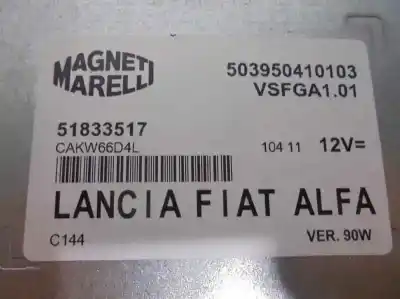 MAGNETI MARELLI
503950410103
VSFGA1.01
51833517
CAKW66D4L
104 11 12V=
LANCIA FIAT ALFA
C144 VER. 90W